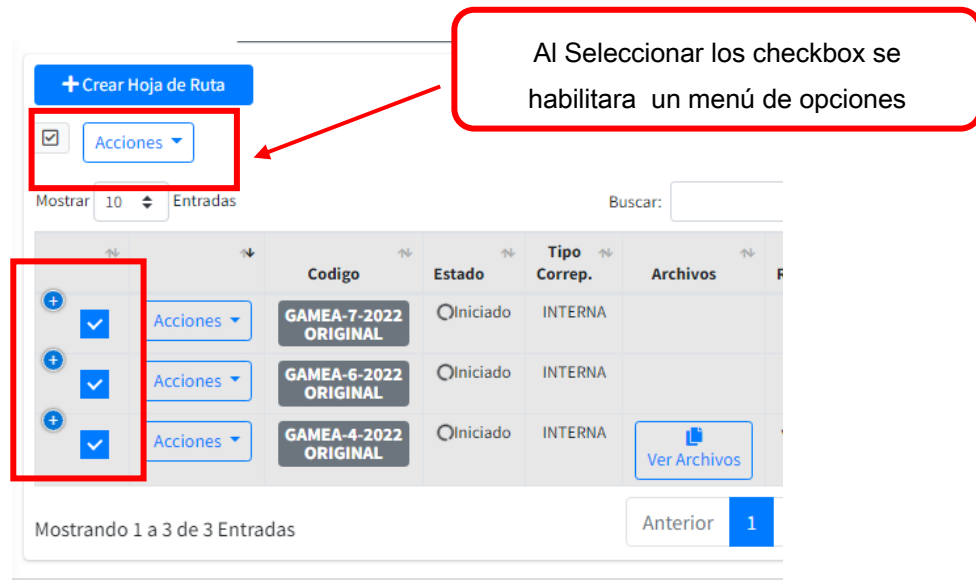 Al Seleccionar los checkbox se
habilitara un menú de opciones
Crear Hoja de Ruta
Acciones
Mostrar 10 Entradas
Buscar:
Codigo Estado Tipo Correp. Archivos
Acciones GAMEA-7-2022 ORIGINAL Iniciado INTERNA
Acciones GAMEA-6-2022 ORIGINAL Iniciado INTERNA
Acciones GAMEA-4-2022 ORIGINAL Iniciado INTERNA Ver Archivos
Mostrando 1 a 3 de 3 Entradas
Anterior 1